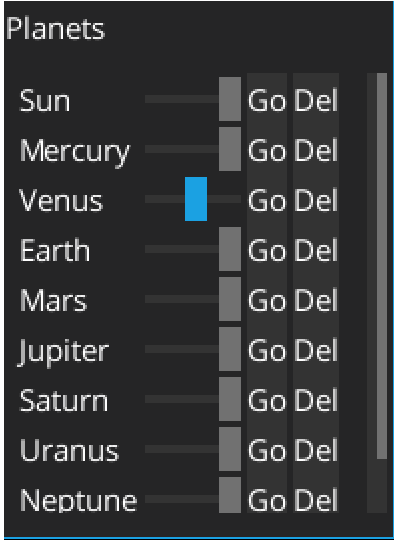 Planets
Sun Go Del
Mercury Go Del
Venus Go Del
Earth Go Del
Mars Go Del
Jupiter Go Del
Saturn Go Del
Uranus Go Del
Neptune Go Del